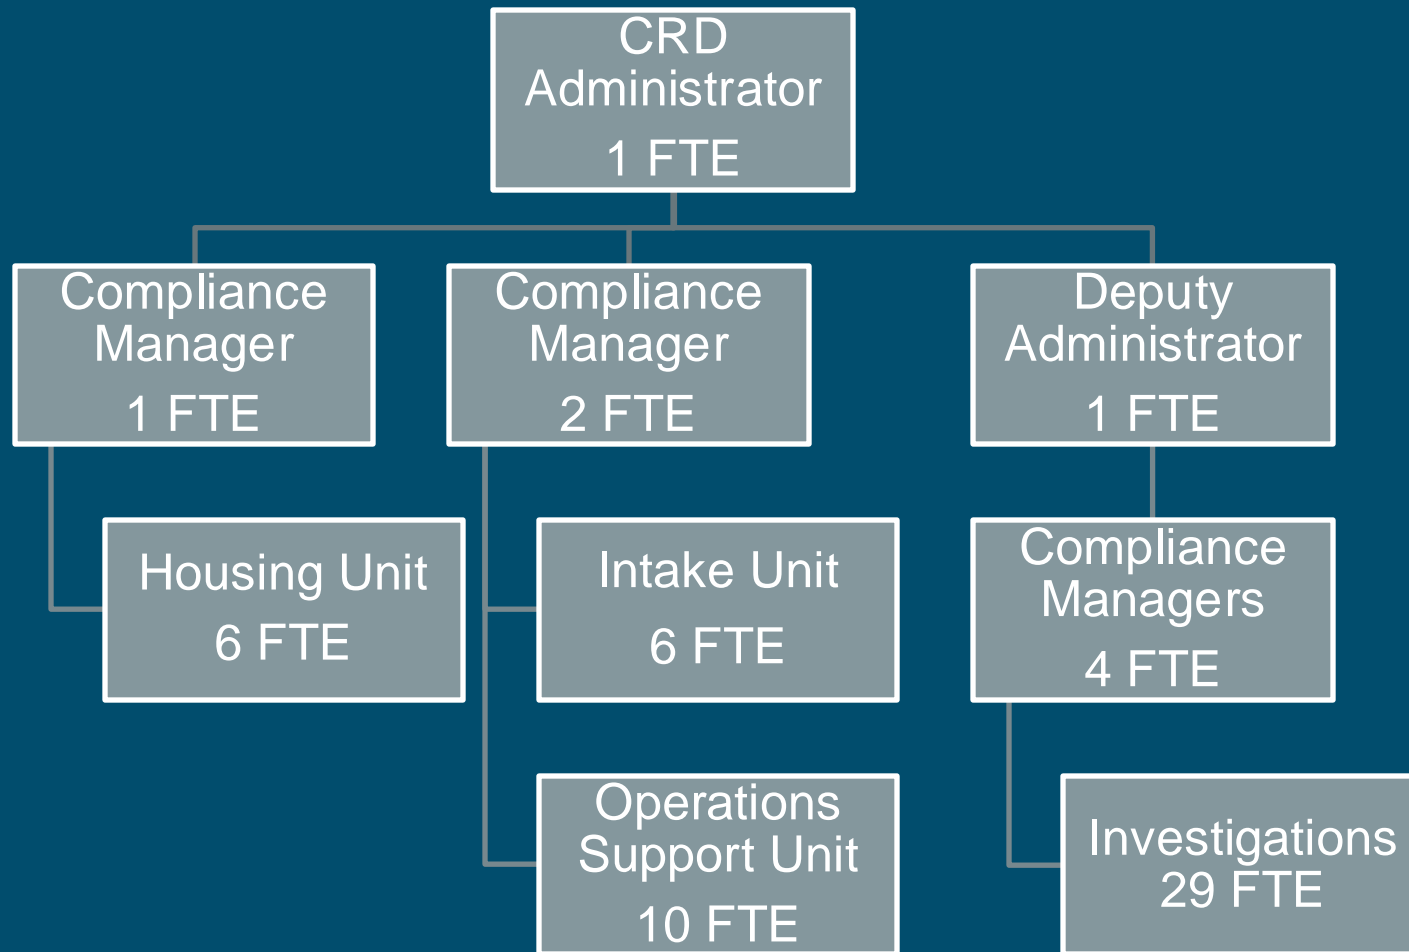 CRD
Administrator
1 FTE
Compliance
Manager
1 FTE
Compliance
Manager
2 FTE
Deputy
Administrator
1 FTE
Housing Unit
6 FTE
Intake Unit
6 FTE
Compliance
Managers
4 FTE
Operations
Support Unit
10 FTE
Investigations
29 FTE